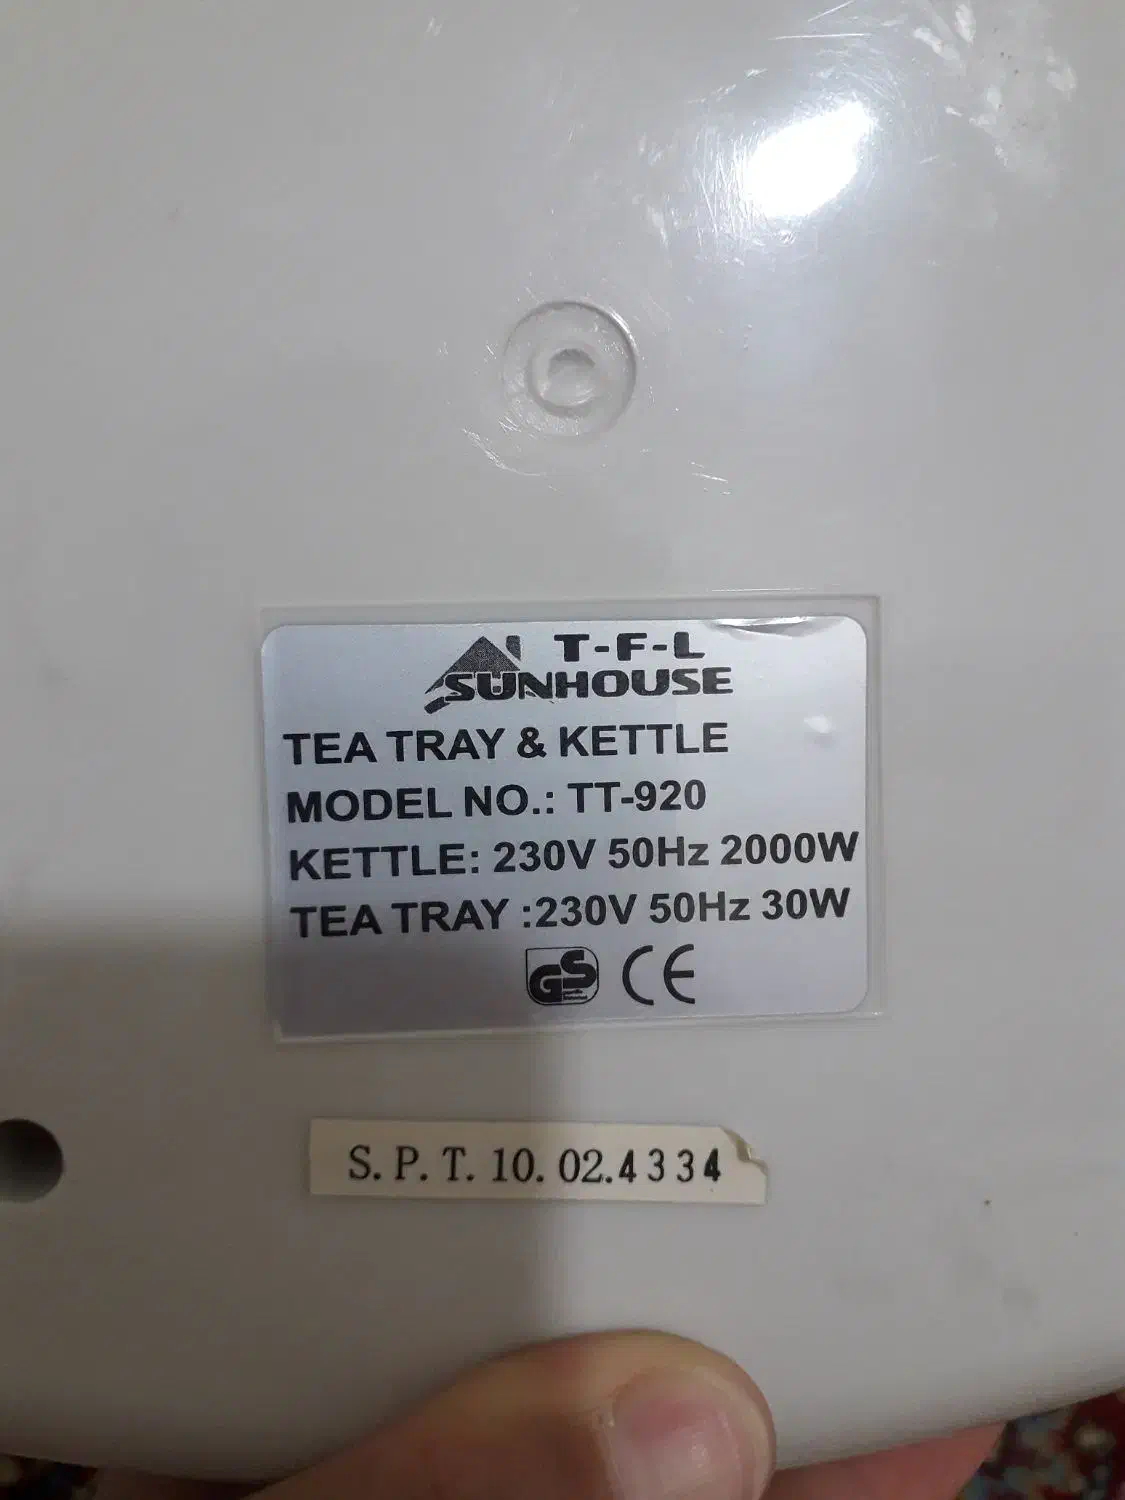 T-F-L
SUNHOUSE
TEA TRAY & KETTLE
MODEL NO.: TT-920
KETTLE: 230V 50Hz 2000W
TEA TRAY :230V 50Hz 30W
GS CE
S.P.T.10.02.4334